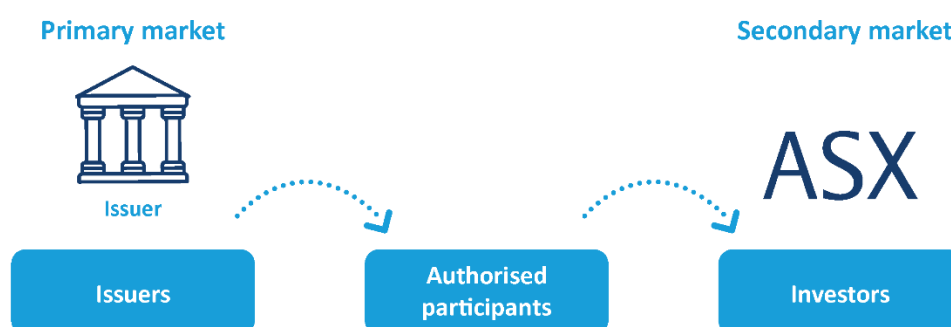 Primary market
Secondary market
ASX
Issuer
Issuers
Authorised
participants
Investors